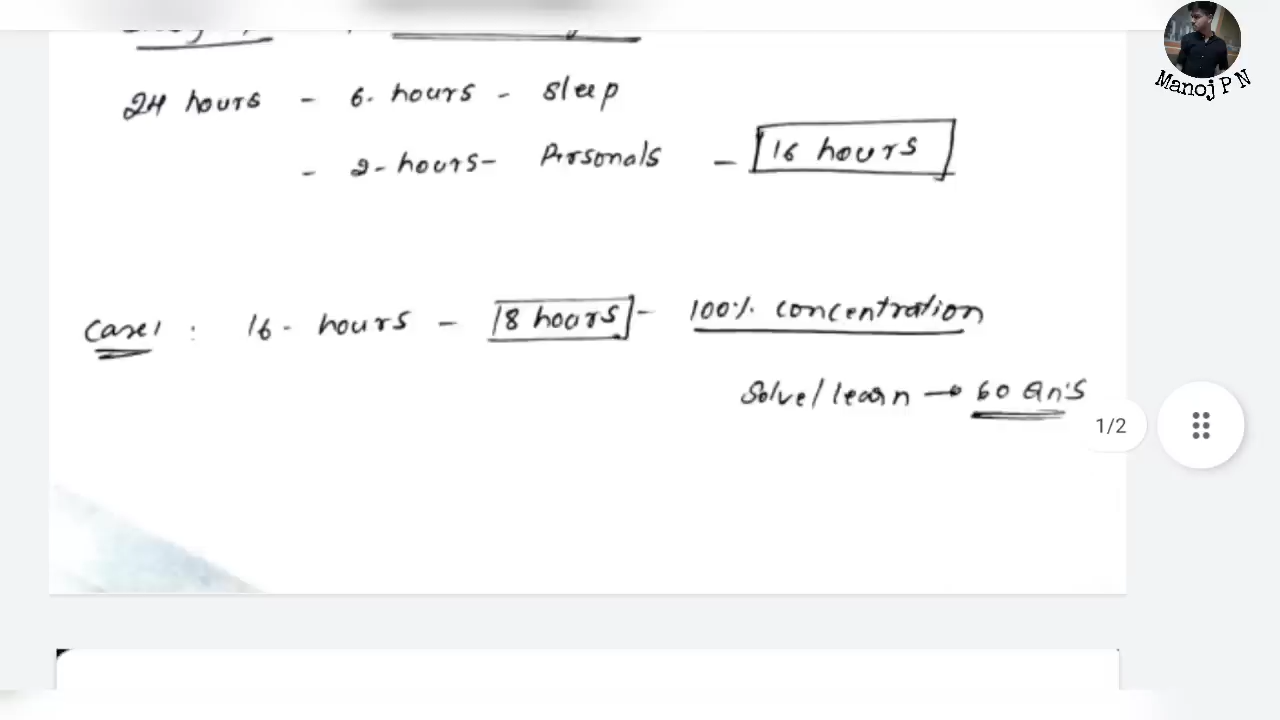 24 hours - 6. hours - sleep
- 2-hours- Personals - 16 hours
Case1 : 16- hours - 8 hours - 100% concentration
Solve/learn → 60 Qn's
1/2
Manoj P N